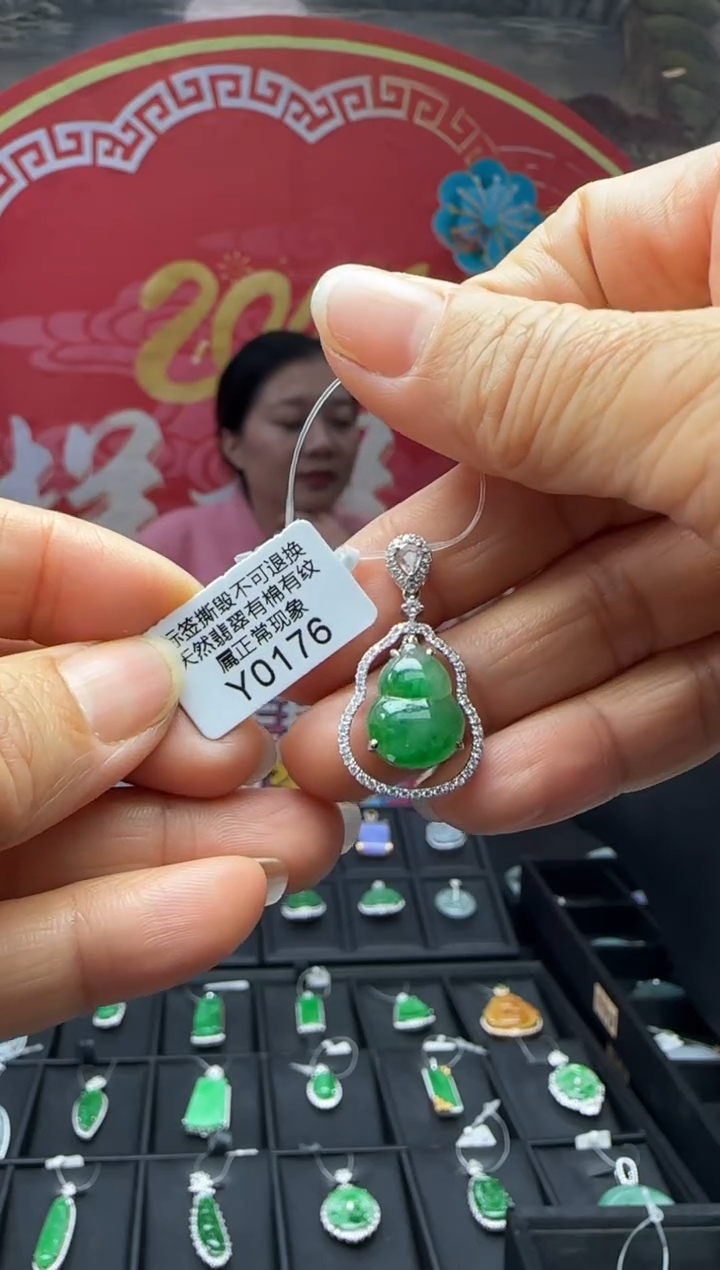 标签撕毁不可退换
天然翡翠有棉有纹
属正常现象
Y0176